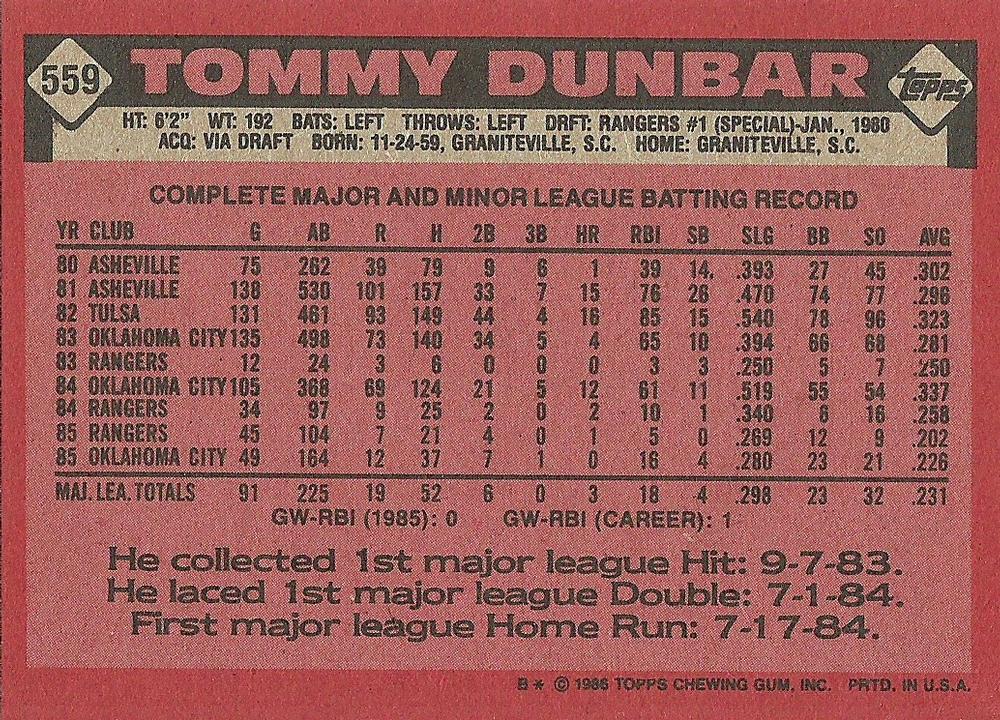 559 TOMMY DUNBAR Topps
HT: 6'2" WT: 192 BATS: LEFT THROWS: LEFT DRFT: RANGERS #1 (SPECIAL)-JAN., 1980
ACQ: VIA DRAFT BORN: 11-24-59, GRANITEVILLE, S.C. HOME: GRANITEVILLE, S.C.
COMPLETE MAJOR AND MINOR LEAGUE BATTING RECORD
YR CLUB G AB R H 2B 3B HR RBI SB SLG BB SO AVG
80 ASHEVILLE 75 262 39 79 9 6 1 39 14. .393 27 45 .302
81 ASHEVILLE 138 530 101 157 33 7 15 76 26 .470 74 77 .296
82 TULSA 131 461 93 149 44 4 16 85 15 .540 78 96 .323
83 OKLAHOMA CITY 135 498 73 140 34 5 4 65 10 .394 66 68 .281
83 RANGERS 12 24 3 6 0 0 0 3 3 .250 5 7 .250
84 OKLAHOMA CITY 105 368 69 124 21 5 12 61 11 .519 55 54 .337
84 RANGERS 34 97 9 25 2 0 2 10 1 .340 6 16 .258
85 RANGERS 45 104 7 21 4 0 1 5 0 .269 12 9 .202
85 OKLAHOMA CITY 49 164 12 37 7 1 0 16 4 .280 23 21 .226
MAJ. LEA. TOTALS 91 225 19 52 6 0 3 18 4 .298 23 32 .231
GW-RBI (1985): 0 GW-RBI (CAREER): 1
He collected 1st major league Hit: 9-7-83.
He laced 1st major league Double: 7-1-84.
First major league Home Run: 7-17-84.
B* © 1986 TOPPS CHEWING GUM, INC. PRTD. IN U.S.A.